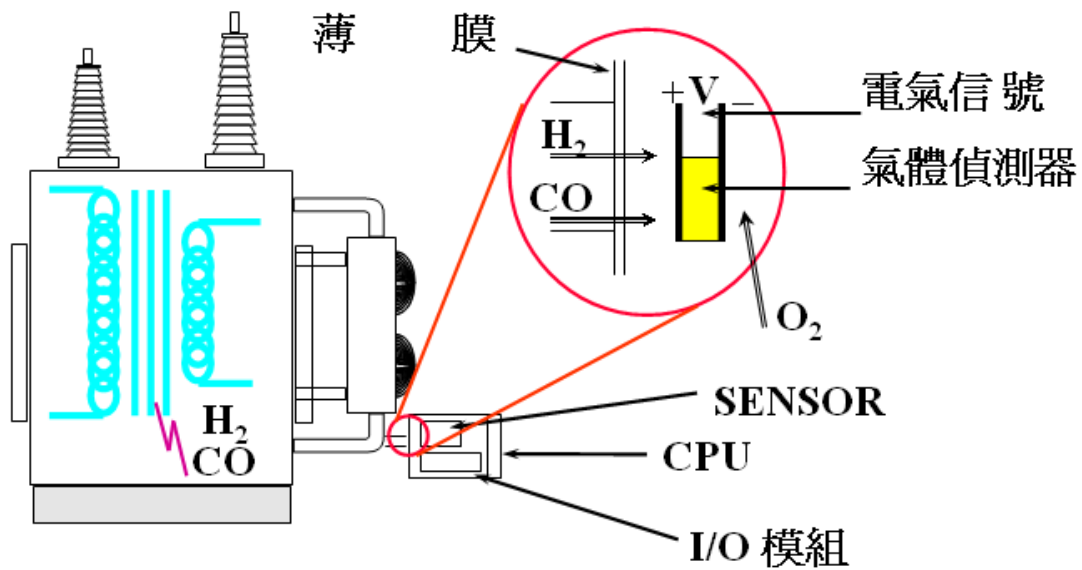 薄 膜
+ V −
電氣信號
氣體偵測器
H₂
CO
O₂
SENSOR
CPU
I/O 模組
H₂
CO